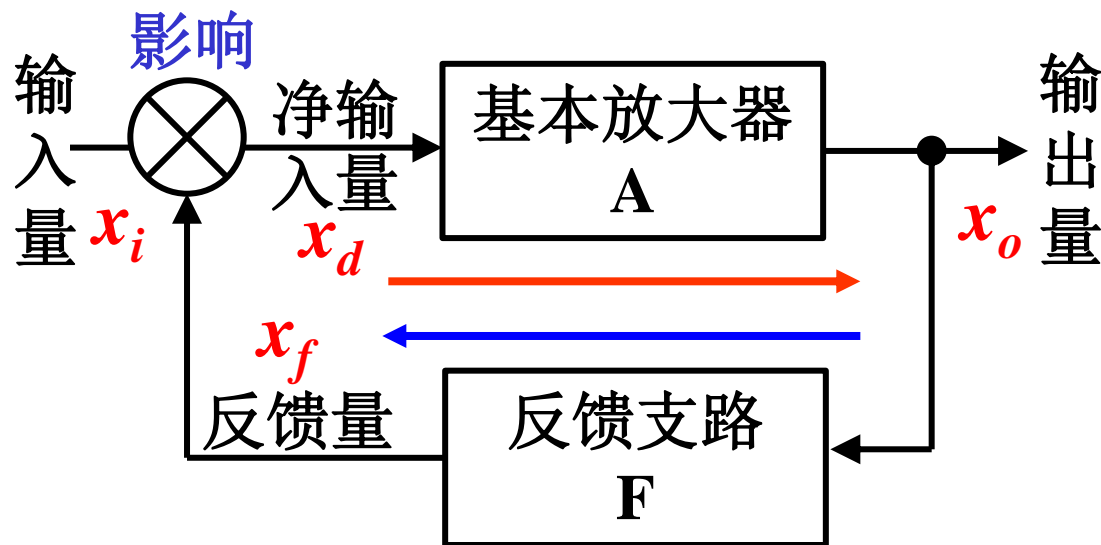 影响
输入量
x_i
净输
入量
x_d
基本放大器
A
输出量
x_o
x_f
反馈量
反馈支路
F